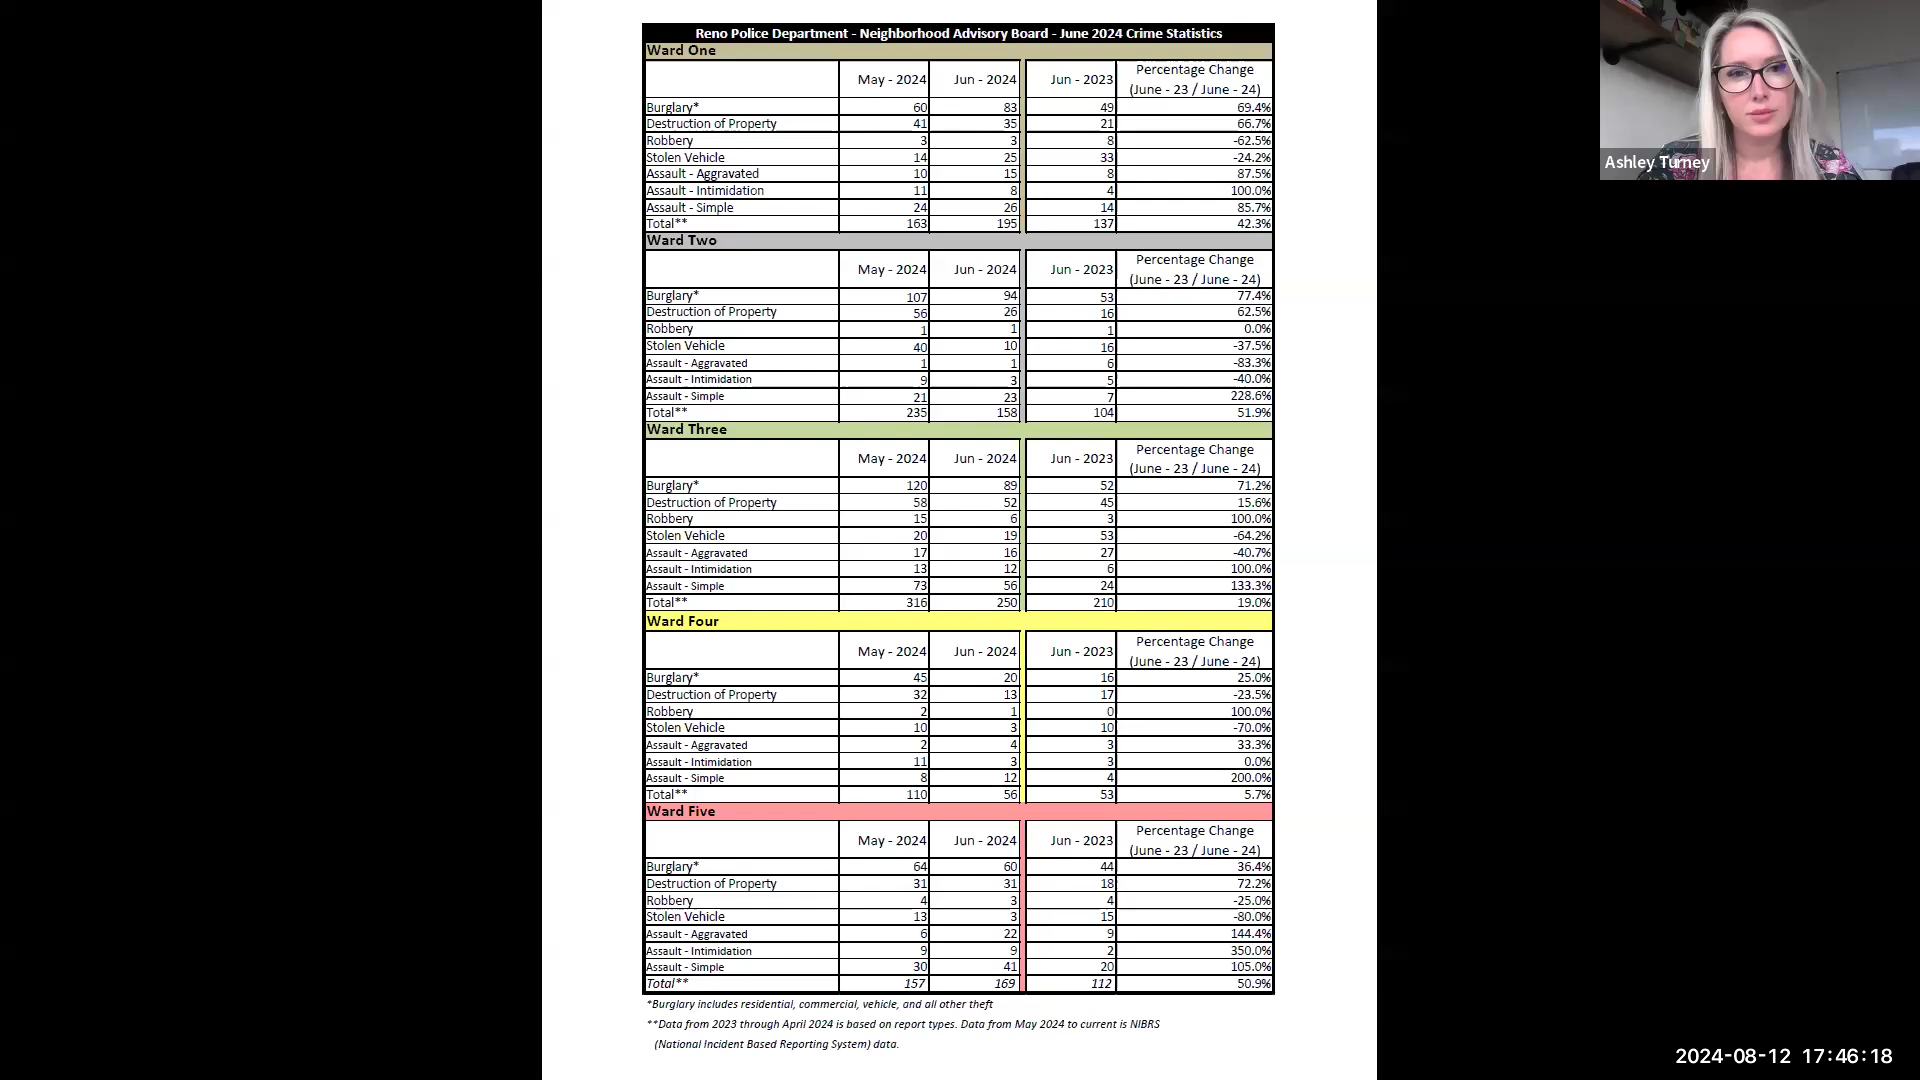 Reno Police Department - Neighborhood Advisory Board - June 2024 Crime Statistics
Ward One
May - 2024 Jun - 2024 Jun - 2023 Percentage Change
(June - 23 / June - 24)
Burglary* 60 83 49 69.4%
Destruction of Property 41 35 21 66.7%
Robbery 3 3 8 -62.5%
Stolen Vehicle 14 25 33 -24.2%
Assault - Aggravated 10 15 8 87.5%
Assault - Intimidation 11 8 4 100.0%
Assault - Simple 24 26 14 85.7%
Total** 163 195 137 42.3%
Ward Two
May - 2024 Jun - 2024 Jun - 2023 Percentage Change
(June - 23 / June - 24)
Burglary* 107 94 53 77.4%
Destruction of Property 56 26 16 62.5%
Robbery 1 1 1 0.0%
Stolen Vehicle 40 10 16 -37.5%
Assault - Aggravated 1 1 6 -83.3%
Assault - Intimidation 9 3 5 -40.0%
Assault - Simple 21 23 7 228.6%
Total** 235 158 104 51.9%
Ward Three
May - 2024 Jun - 2024 Jun - 2023 Percentage Change
(June - 23 / June - 24)
Burglary* 120 89 52 71.2%
Destruction of Property 58 52 45 15.6%
Robbery 15 6 3 100.0%
Stolen Vehicle 20 19 53 -64.2%
Assault - Aggravated 17 16 27 -40.7%
Assault - Intimidation 13 12 6 100.0%
Assault - Simple 73 56 24 133.3%
Total** 316 250 210 19.0%
Ward Four
May - 2024 Jun - 2024 Jun - 2023 Percentage Change
(June - 23 / June - 24)
Burglary* 45 20 16 25.0%
Destruction of Property 32 13 17 -23.5%
Robbery 2 1 0 100.0%
Stolen Vehicle 10 3 10 -70.0%
Assault - Aggravated 2 4 3 33.3%
Assault - Intimidation 11 3 3 0.0%
Assault - Simple 8 12 4 200.0%
Total** 110 56 53 5.7%
Ward Five
May - 2024 Jun - 2024 Jun - 2023 Percentage Change
(June - 23 / June - 24)
Burglary* 64 60 44 36.4%
Destruction of Property 31 31 18 72.2%
Robbery 4 3 4 -25.0%
Stolen Vehicle 13 3 15 -80.0%
Assault - Aggravated 6 22 9 144.4%
Assault - Intimidation 9 9 2 350.0%
Assault - Simple 30 41 20 105.0%
Total** 157 169 112 50.9%
*Burglary includes residential, commercial, vehicle, and all other theft
**Data from 2023 through April 2024 is based on report types. Data from May 2024 to current is NIBRS
(National Incident Based Reporting System) data.
Ashley Turney
2024-08-12 17:46:18